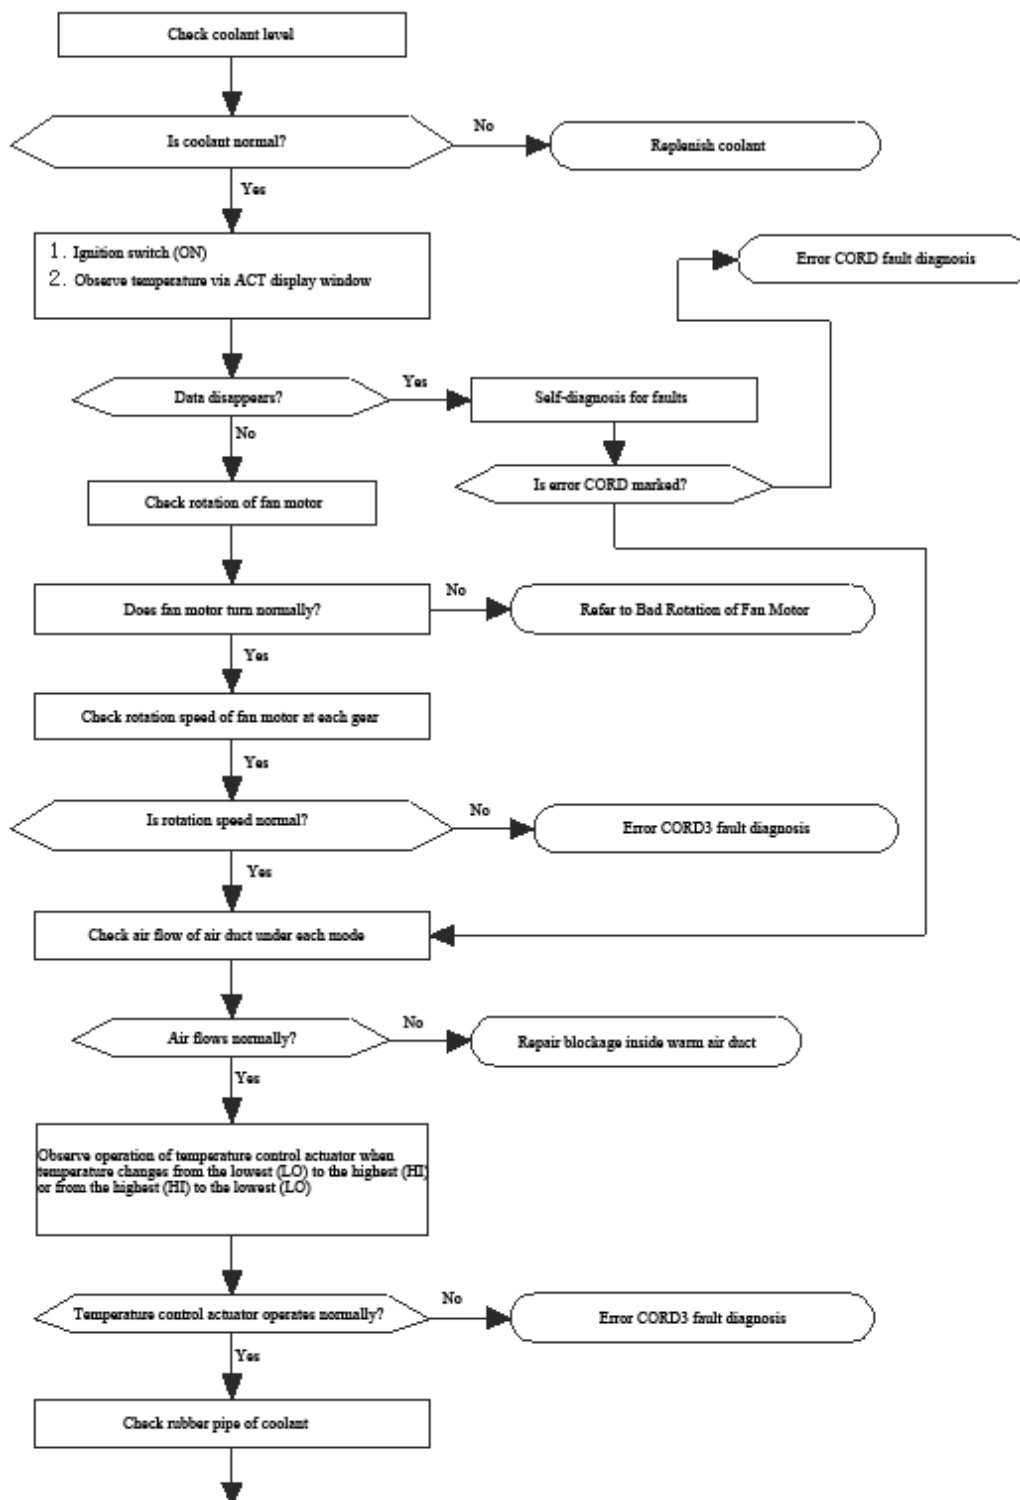 Check coolant level
Is coolant normal?
No
Replenish coolant
Yes
1. Ignition switch (ON)
2. Observe temperature via ACT display window
Error CORD fault diagnosis
Data disappears?
Yes
Self-diagnosis for faults
No
Is error CORD marked?
Check rotation of fan motor
Does fan motor turn normally?
No
Refer to Bad Rotation of Fan Motor
Yes
Check rotation speed of fan motor at each gear
Yes
Is rotation speed normal?
No
Error CORD3 fault diagnosis
Yes
Check air flow of air duct under each mode
Air flows normally?
No
Repair blockage inside warm air duct
Yes
Observe operation of temperature control actuator when
temperature changes from the lowest (LO) to the highest (HI)
or from the highest (HI) to the lowest (LO)
Temperature control actuator operates normally?
No
Error CORD3 fault diagnosis
Yes
Check rubber pipe of coolant